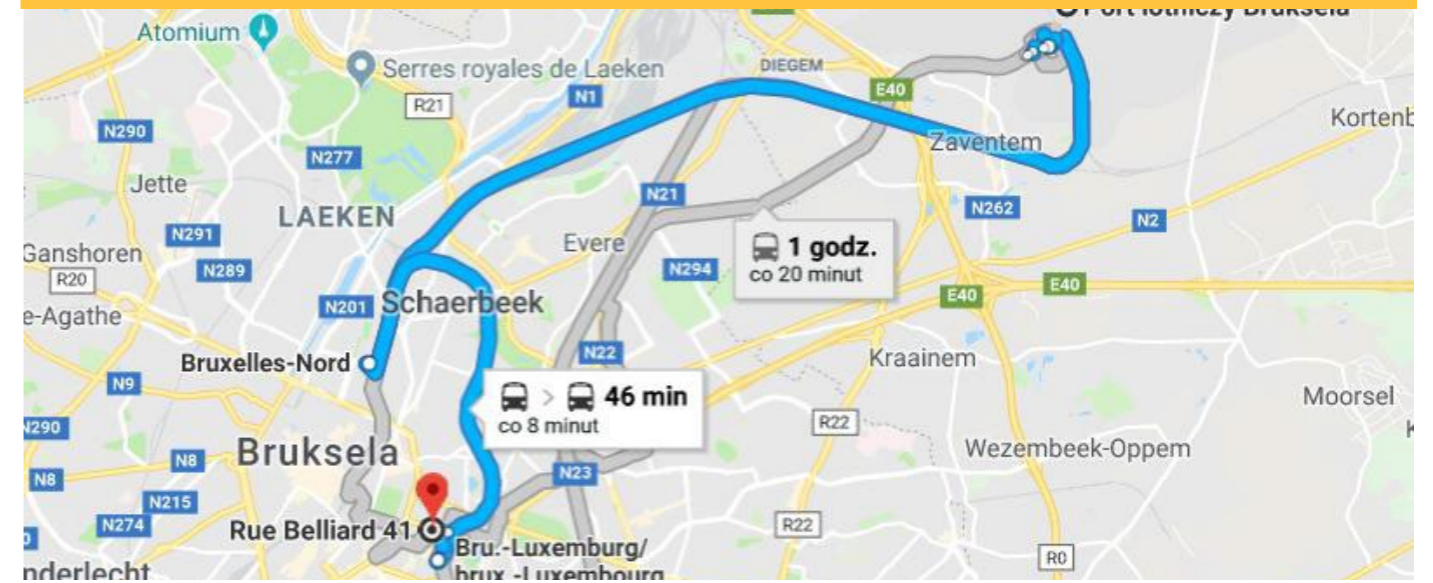 Port lotniczy Bruksela
Atomium
Serres royales de Laeken
DIEGEM
R21
N1
E40
Kortenb
N290
Zaventem
N277
Jette
N21
N262
N2
LAEKEN
N291
Evere
1 godz.
co 20 minut
Ganshoren
R20
N289
N294
E40
E40
N201
Schaerbeek
e-Agathe
N22
Bruxelles-Nord
Kraainem
N9
46 min
co 8 minut
Moorsel
N290
R22
Bruksela
Wezembeek-Oppem
N8
N8
N23
N215
N274
Rue Belliard 41
R22
Bru.-Luxemburg/
brux.-Luxembourg
R0
nderlecht